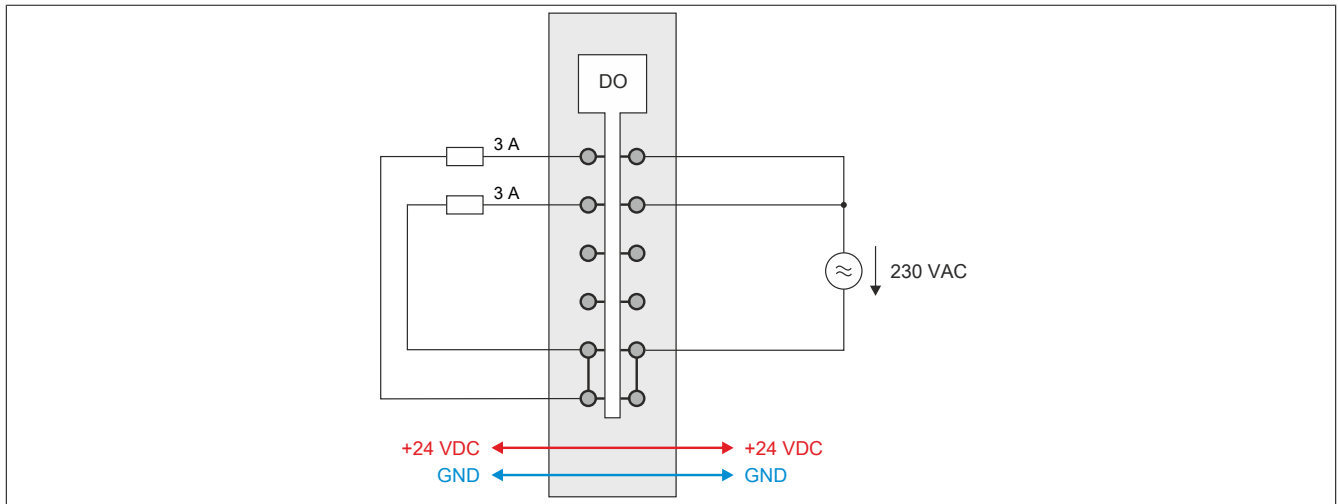 DO
3 A
3 A
230 VAC
+24 VDC +24 VDC
GND GND